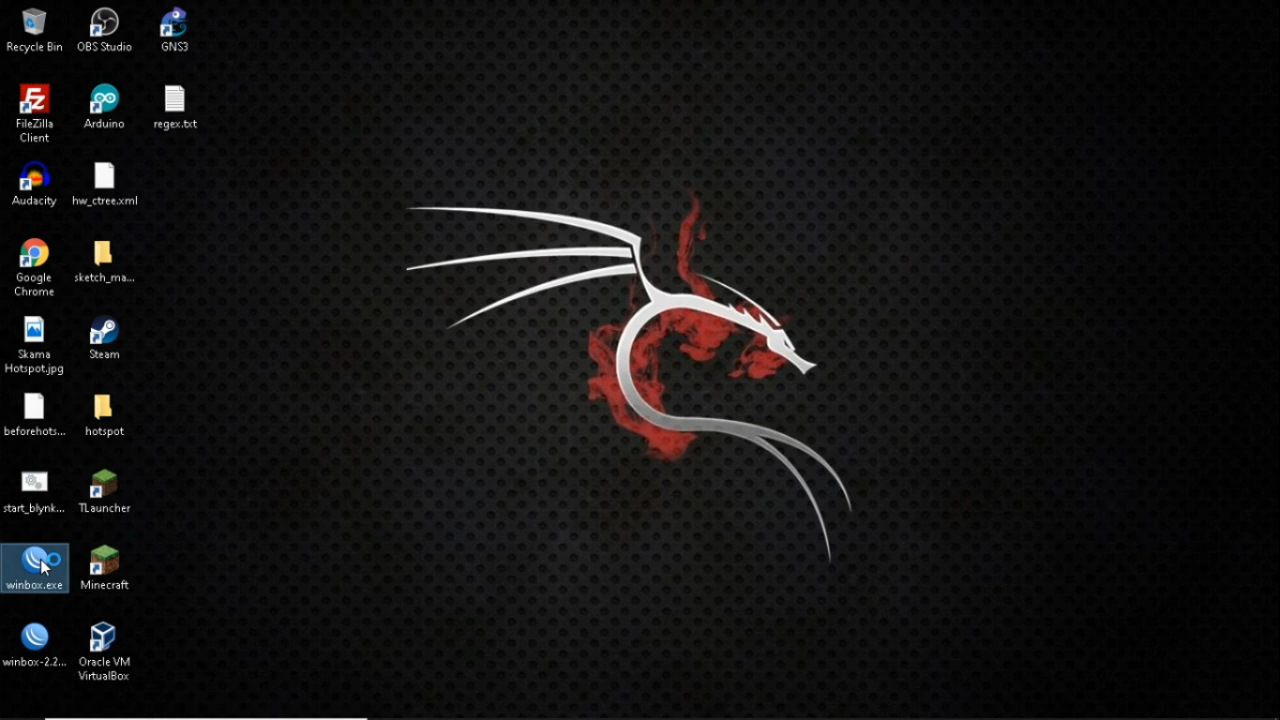 Recycle Bin
OBS Studio
GNS3
FileZilla
Client
Arduino
regex.txt
Audacity
hw_ctree.xml
Google
Chrome
sketch_ma...
Skama
Hotspot.jpg
Steam
beforehots...
hotspot
start_blynk...
TLauncher
winbox.exe
Minecraft
winbox-2.2...
Oracle VM
VirtualBox